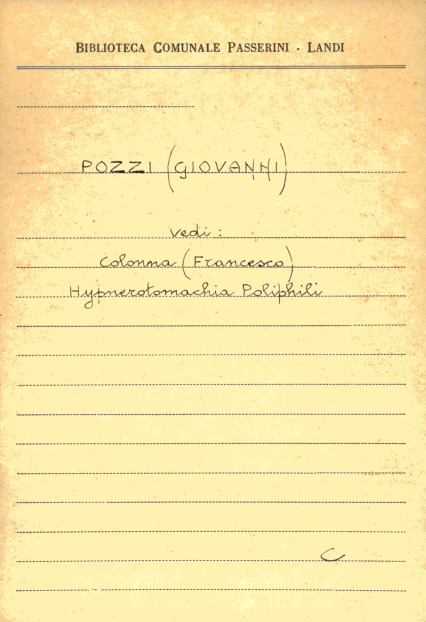 BIBLIOTECA COMUNALE PASSERINI - LANDI
POZZI (GIOVANNI)
vedi :
Colonna (Francesco)
Hypnerotomachia Poliphili
C